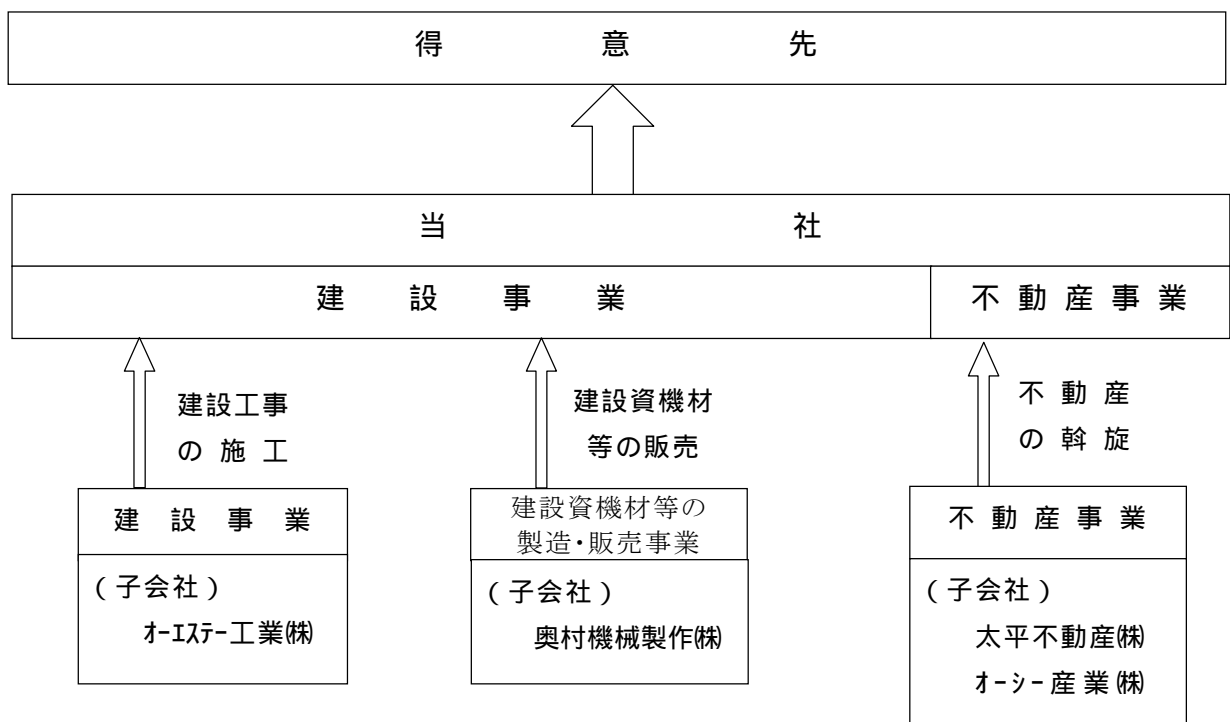 得意先
当社
建設事業
不動産事業
建設工事
の施工
建設資機材
等の販売
不動産
の斡旋
建設事業
(子会社)
ｵｰｴｽﾃｰ工業㈱
建設資機材等の
製造・販売事業
(子会社)
奥村機械製作㈱
不動産事業
(子会社)
太平不動産㈱
ｵｰｼｰ産業㈱